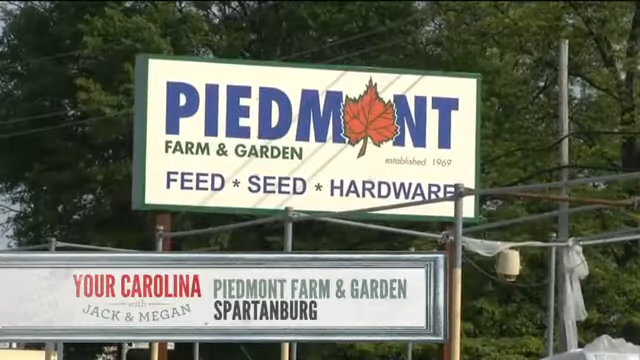 PIEDMONT
FARM & GARDEN
established 1969
FEED * SEED * HARDWARE
YOUR CAROLINA
with
JACK & MEGAN
PIEDMONT FARM & GARDEN
SPARTANBURG